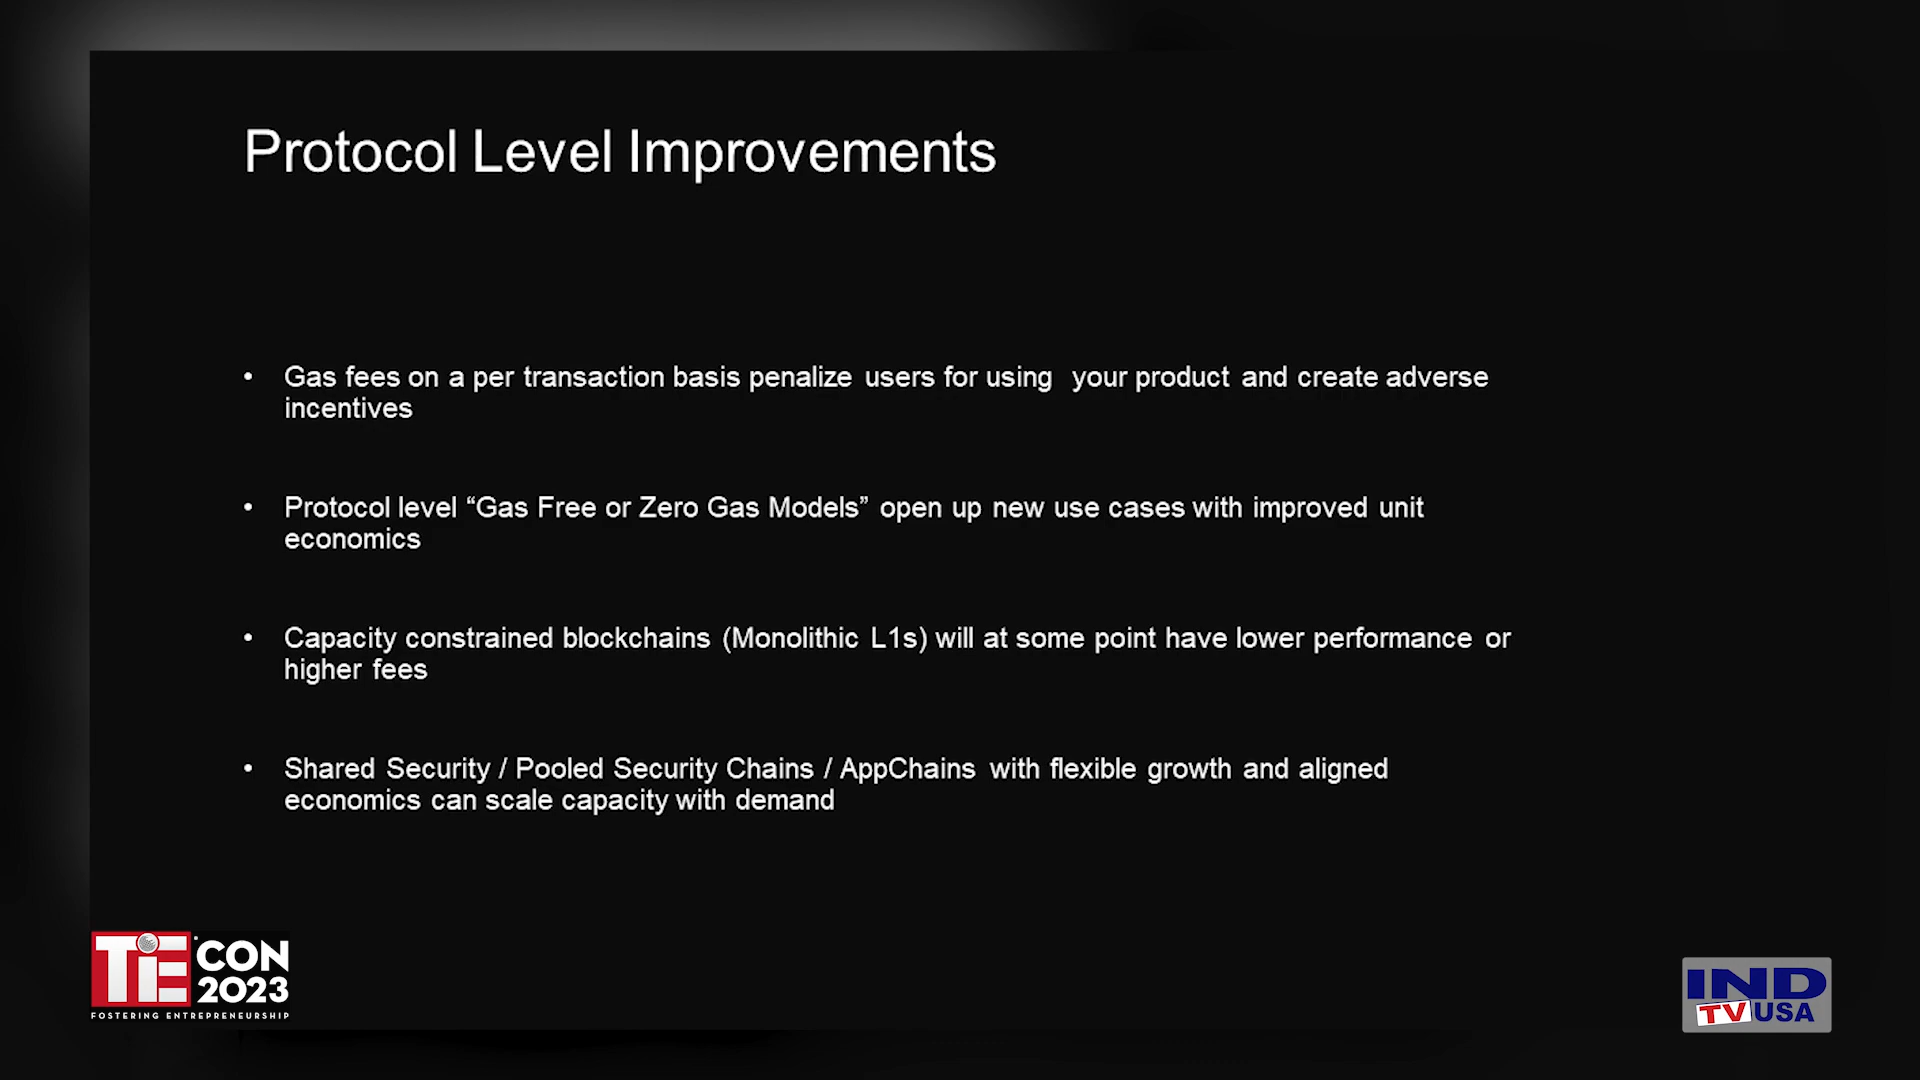 Protocol Level Improvements
• Gas fees on a per transaction basis penalize users for using your product and create adverse
incentives
• Protocol level “Gas Free or Zero Gas Models” open up new use cases with improved unit
economics
• Capacity constrained blockchains (Monolithic L1s) will at some point have lower performance or
higher fees
• Shared Security / Pooled Security Chains / AppChains with flexible growth and aligned
economics can scale capacity with demand
TiE CON
2023
FOSTERING ENTREPRENEURSHIP
IND
TV USA